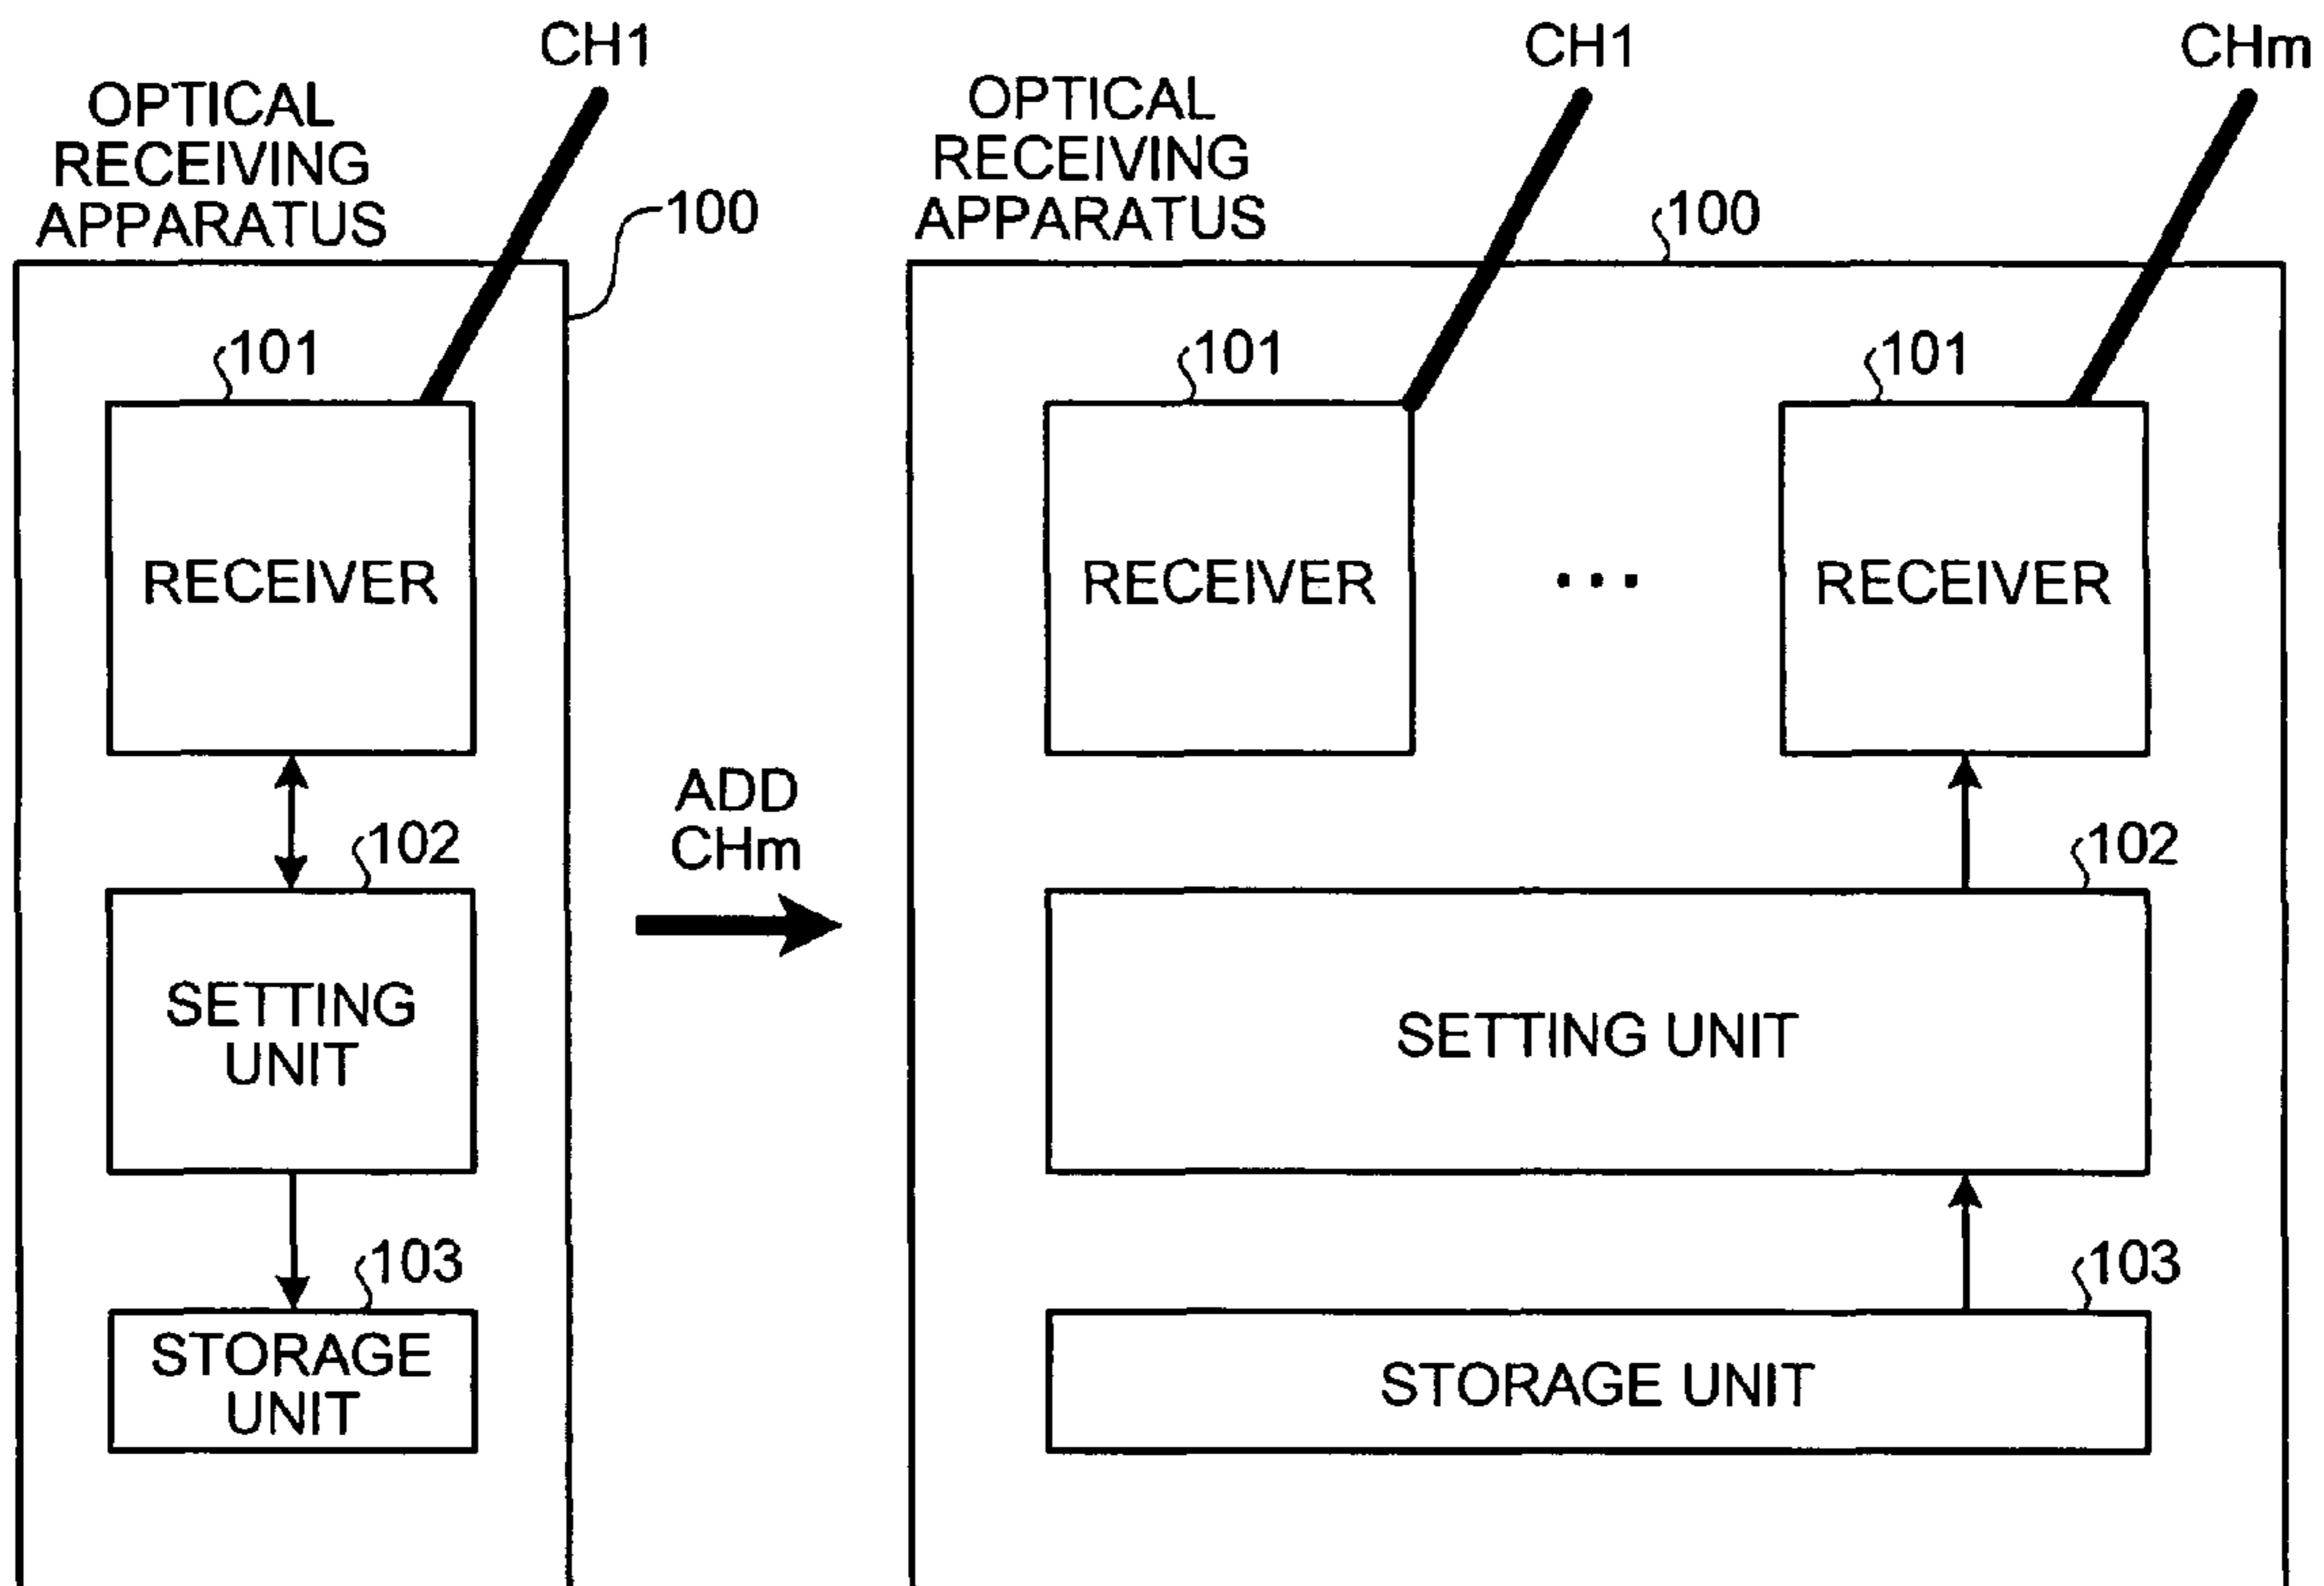 CH1
OPTICAL
RECEIVING
APPARATUS
100
101
RECEIVER
102
SETTING
UNIT
103
STORAGE
UNIT
ADD
CHm
CH1
CHm
OPTICAL
RECEIVING
APPARATUS
100
101
101
RECEIVER
...
RECEIVER
102
SETTING UNIT
103
STORAGE UNIT